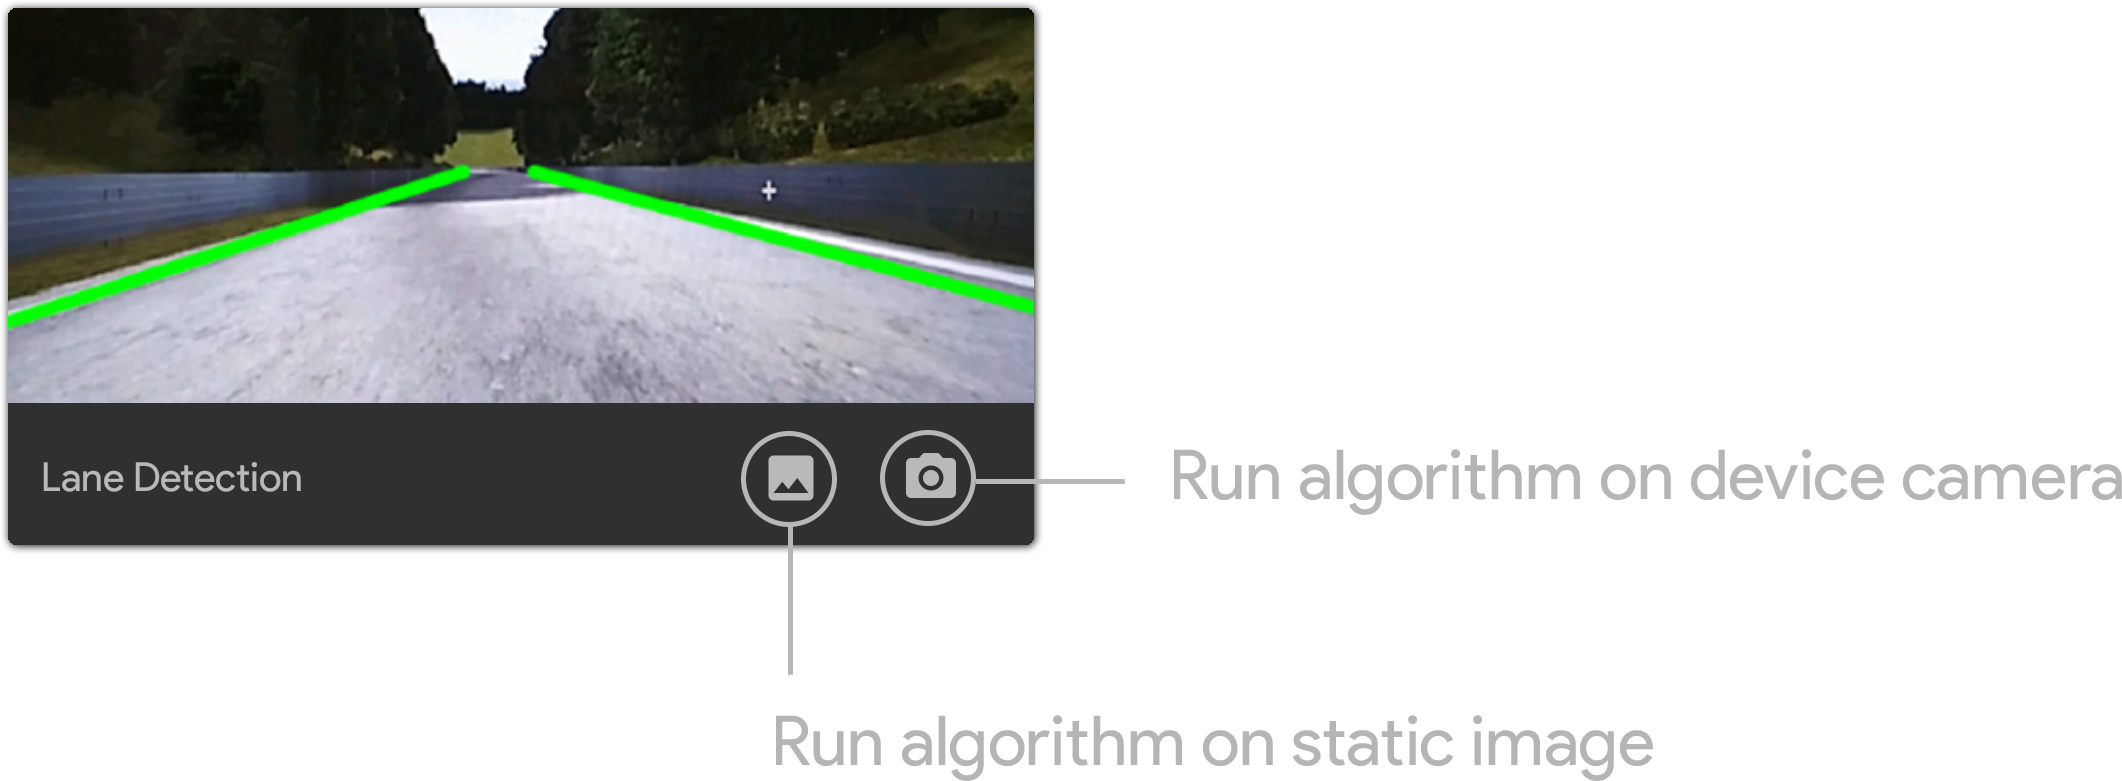 Lane Detection
Run algorithm on device camera
Run algorithm on static image